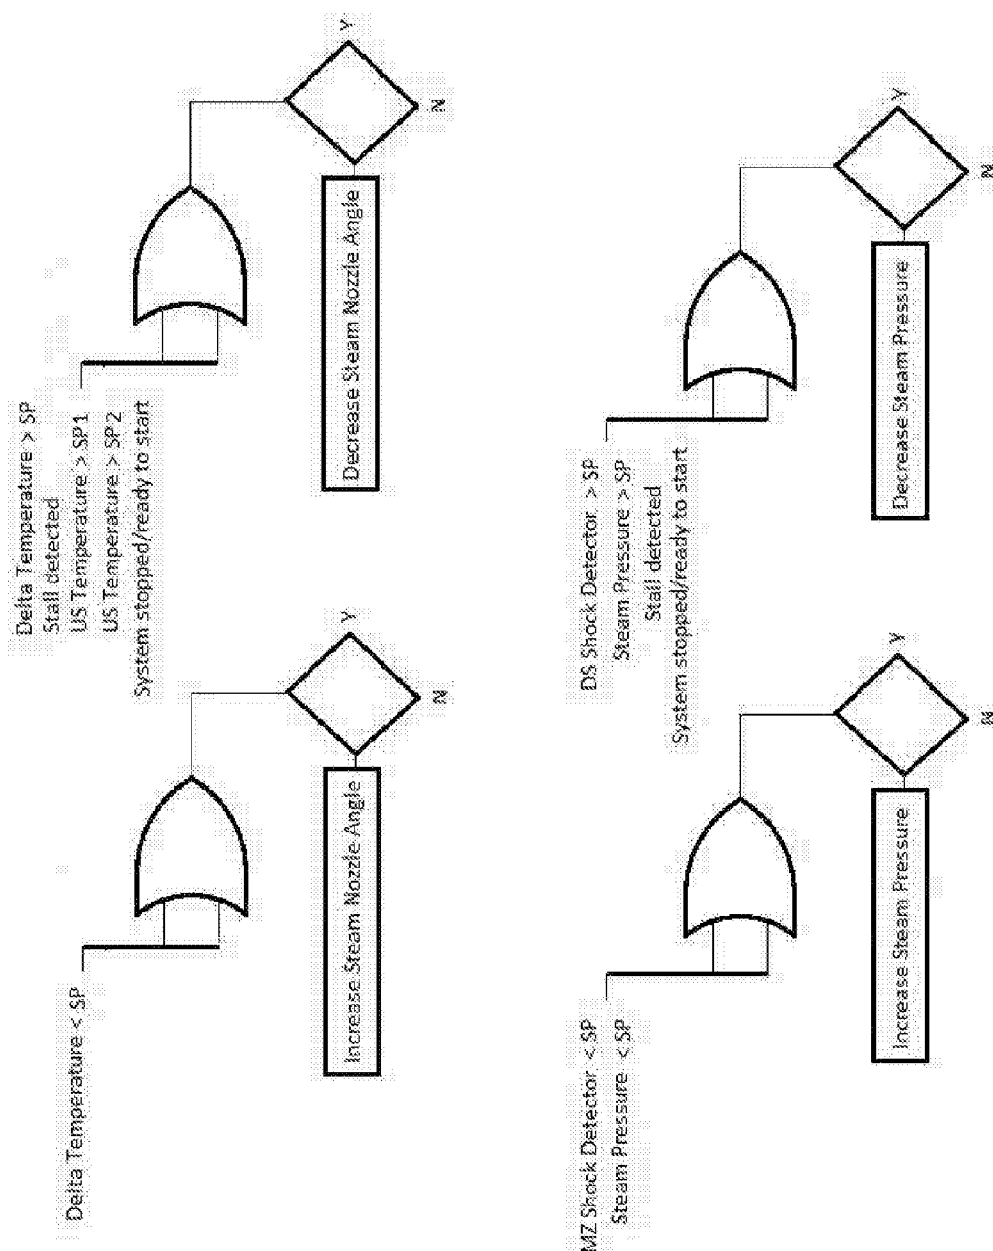 Delta Temperature < SP
Increase Steam Nozzle Angle
Y
N
Delta Temperature > SP
Stall detected
US Temperature > SP1
US Temperature > SP2
System stopped/ready to start
Decrease Steam Nozzle Angle
Y
N
MZ Shock Detector < SP
Steam Pressure < SP
Increase Steam Pressure
Y
N
DS Shock Detector > SP
Steam Pressure > SP
Stall detected
System stopped/ready to start
Decrease Steam Pressure
Y
N